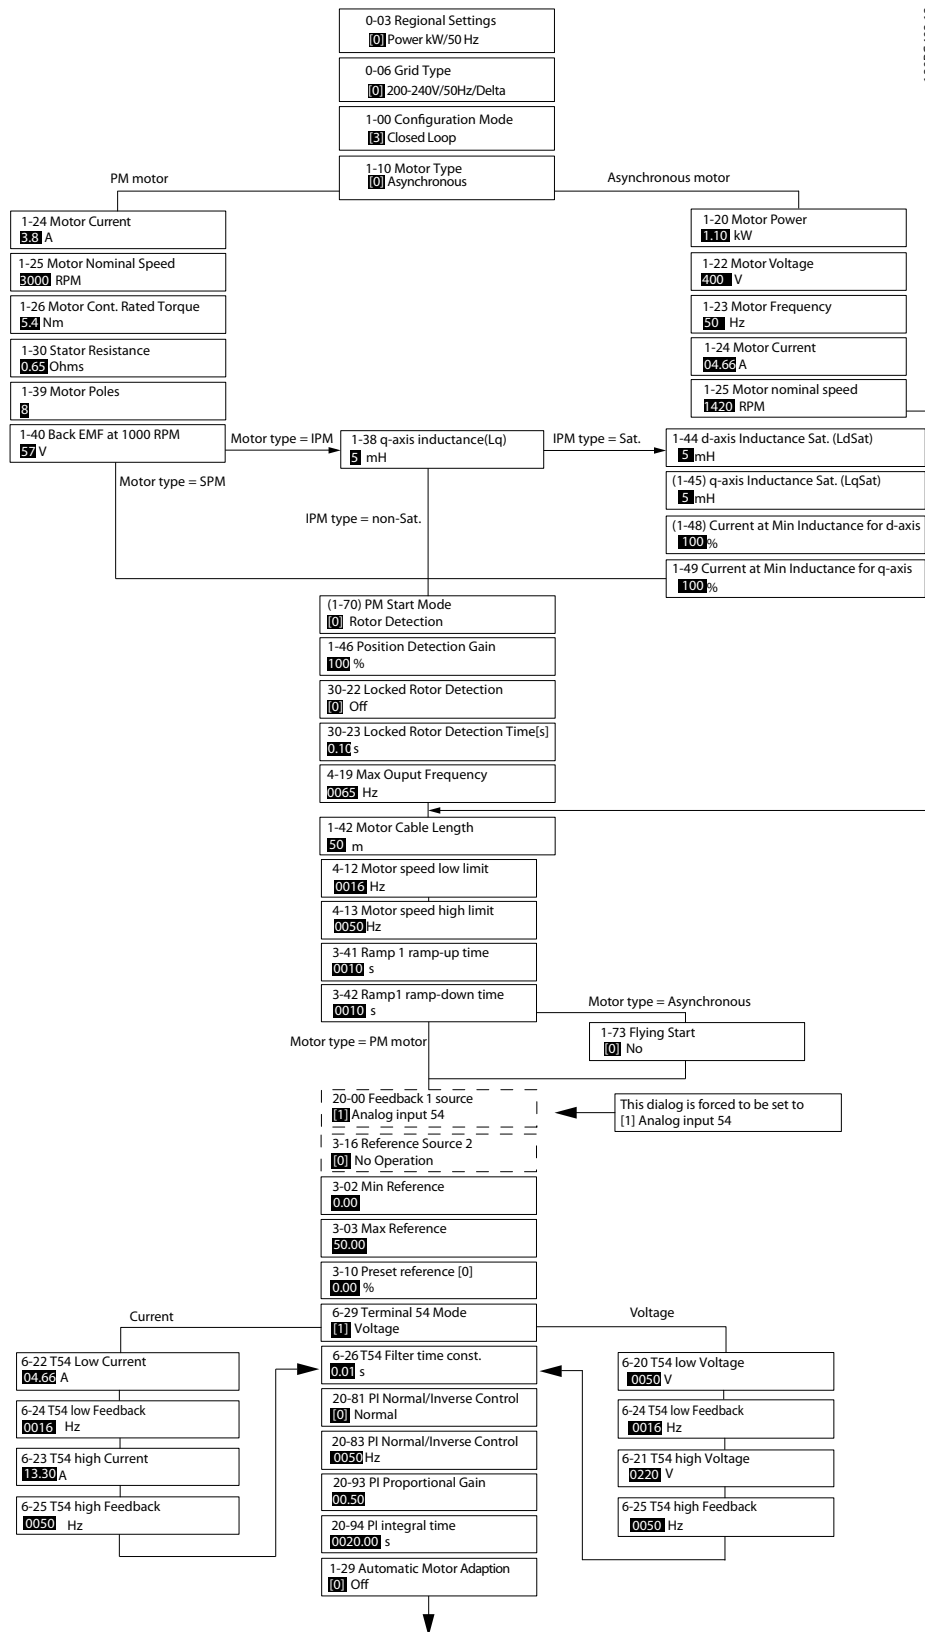 0-03 Regional Settings
[0] Power kW/50 Hz
0-06 Grid Type
[0] 200-240V/50Hz/Delta
1-00 Configuration Mode
[3] Closed Loop
1-10 Motor Type
[0] Asynchronous
PM motor
Asynchronous motor
1-24 Motor Current
3.8 A
1-25 Motor Nominal Speed
3000 RPM
1-26 Motor Cont. Rated Torque
5.4 Nm
1-30 Stator Resistance
0.65 Ohms
1-39 Motor Poles
8
1-40 Back EMF at 1000 RPM
57 V
1-20 Motor Power
1.10 kW
1-22 Motor Voltage
400 V
1-23 Motor Frequency
50 Hz
1-24 Motor Current
04.66 A
1-25 Motor nominal speed
1420 RPM
Motor type = IPM
1-38 q-axis inductance(Lq)
5 mH
IPM type = Sat.
1-44 d-axis Inductance Sat. (LdSat)
5 mH
(1-45) q-axis Inductance Sat. (LqSat)
5 mH
(1-48) Current at Min Inductance for d-axis
100 %
1-49 Current at Min Inductance for q-axis
100 %
Motor type = SPM
IPM type = non-Sat.
(1-70) PM Start Mode
[0] Rotor Detection
1-46 Position Detection Gain
100 %
30-22 Locked Rotor Detection
[0] Off
30-23 Locked Rotor Detection Time[s]
0.10 s
4-19 Max Ouput Frequency
0065 Hz
1-42 Motor Cable Length
50 m
4-12 Motor speed low limit
0016 Hz
4-13 Motor speed high limit
0050 Hz
3-41 Ramp 1 ramp-up time
0010 s
3-42 Ramp1 ramp-down time
0010 s
Motor type = Asynchronous
1-73 Flying Start
[0] No
Motor type = PM motor
20-00 Feedback 1 source
[1] Analog input 54
This dialog is forced to be set to
[1] Analog input 54
3-16 Reference Source 2
[0] No Operation
3-02 Min Reference
0.00
3-03 Max Reference
50.00
3-10 Preset reference [0]
0.00 %
6-29 Terminal 54 Mode
[1] Voltage
Current
Voltage
6-22 T54 Low Current
04.66 A
6-24 T54 low Feedback
0016 Hz
6-23 T54 high Current
13.30 A
6-25 T54 high Feedback
0050 Hz
6-26 T54 Filter time const.
0.01 s
20-81 PI Normal/Inverse Control
[0] Normal
20-83 PI Normal/Inverse Control
0050 Hz
20-93 PI Proportional Gain
00.50
20-94 PI integral time
0020.00 s
1-29 Automatic Motor Adaption
[0] Off
6-20 T54 low Voltage
0050 V
6-24 T54 low Feedback
0016 Hz
6-21 T54 high Voltage
0220 V
6-25 T54 high Feedback
0050 Hz